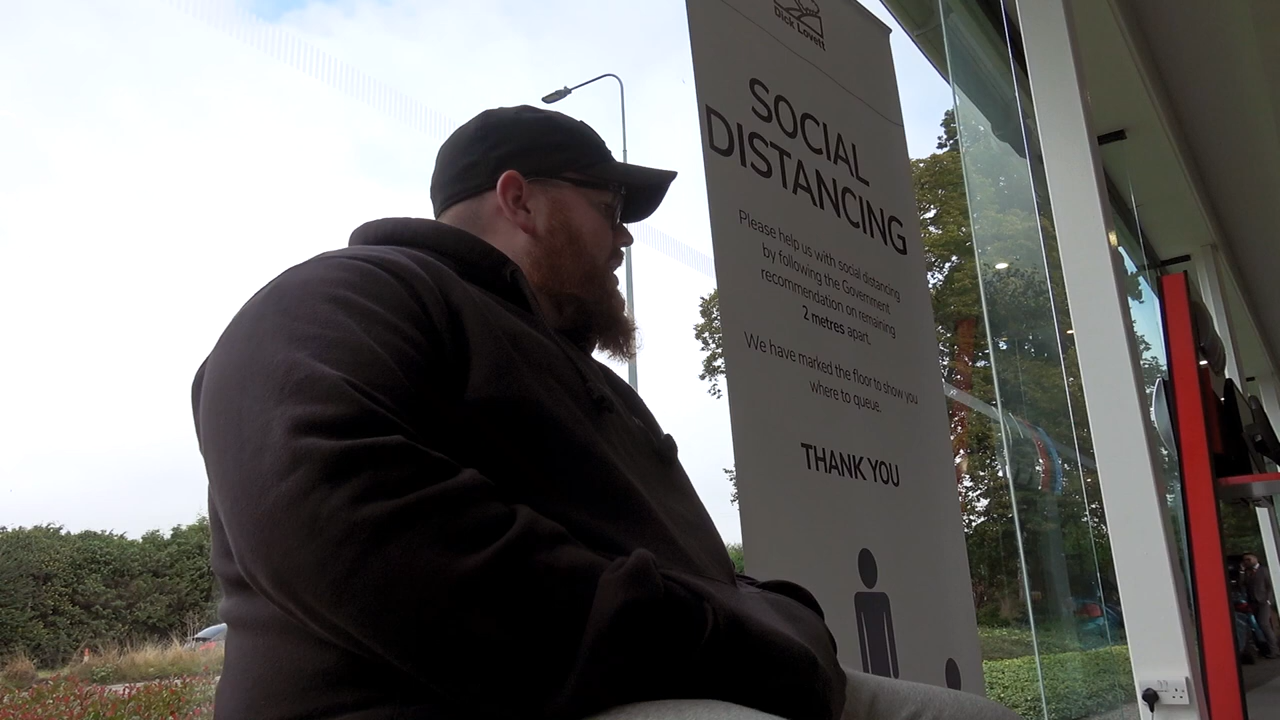 Dick Lovett
SOCIAL
DISTANCING
Please help us with social distancing
by following the Government
recommendation on remaining
2 metres apart.
We have marked the floor to show you
where to queue.
THANK YOU